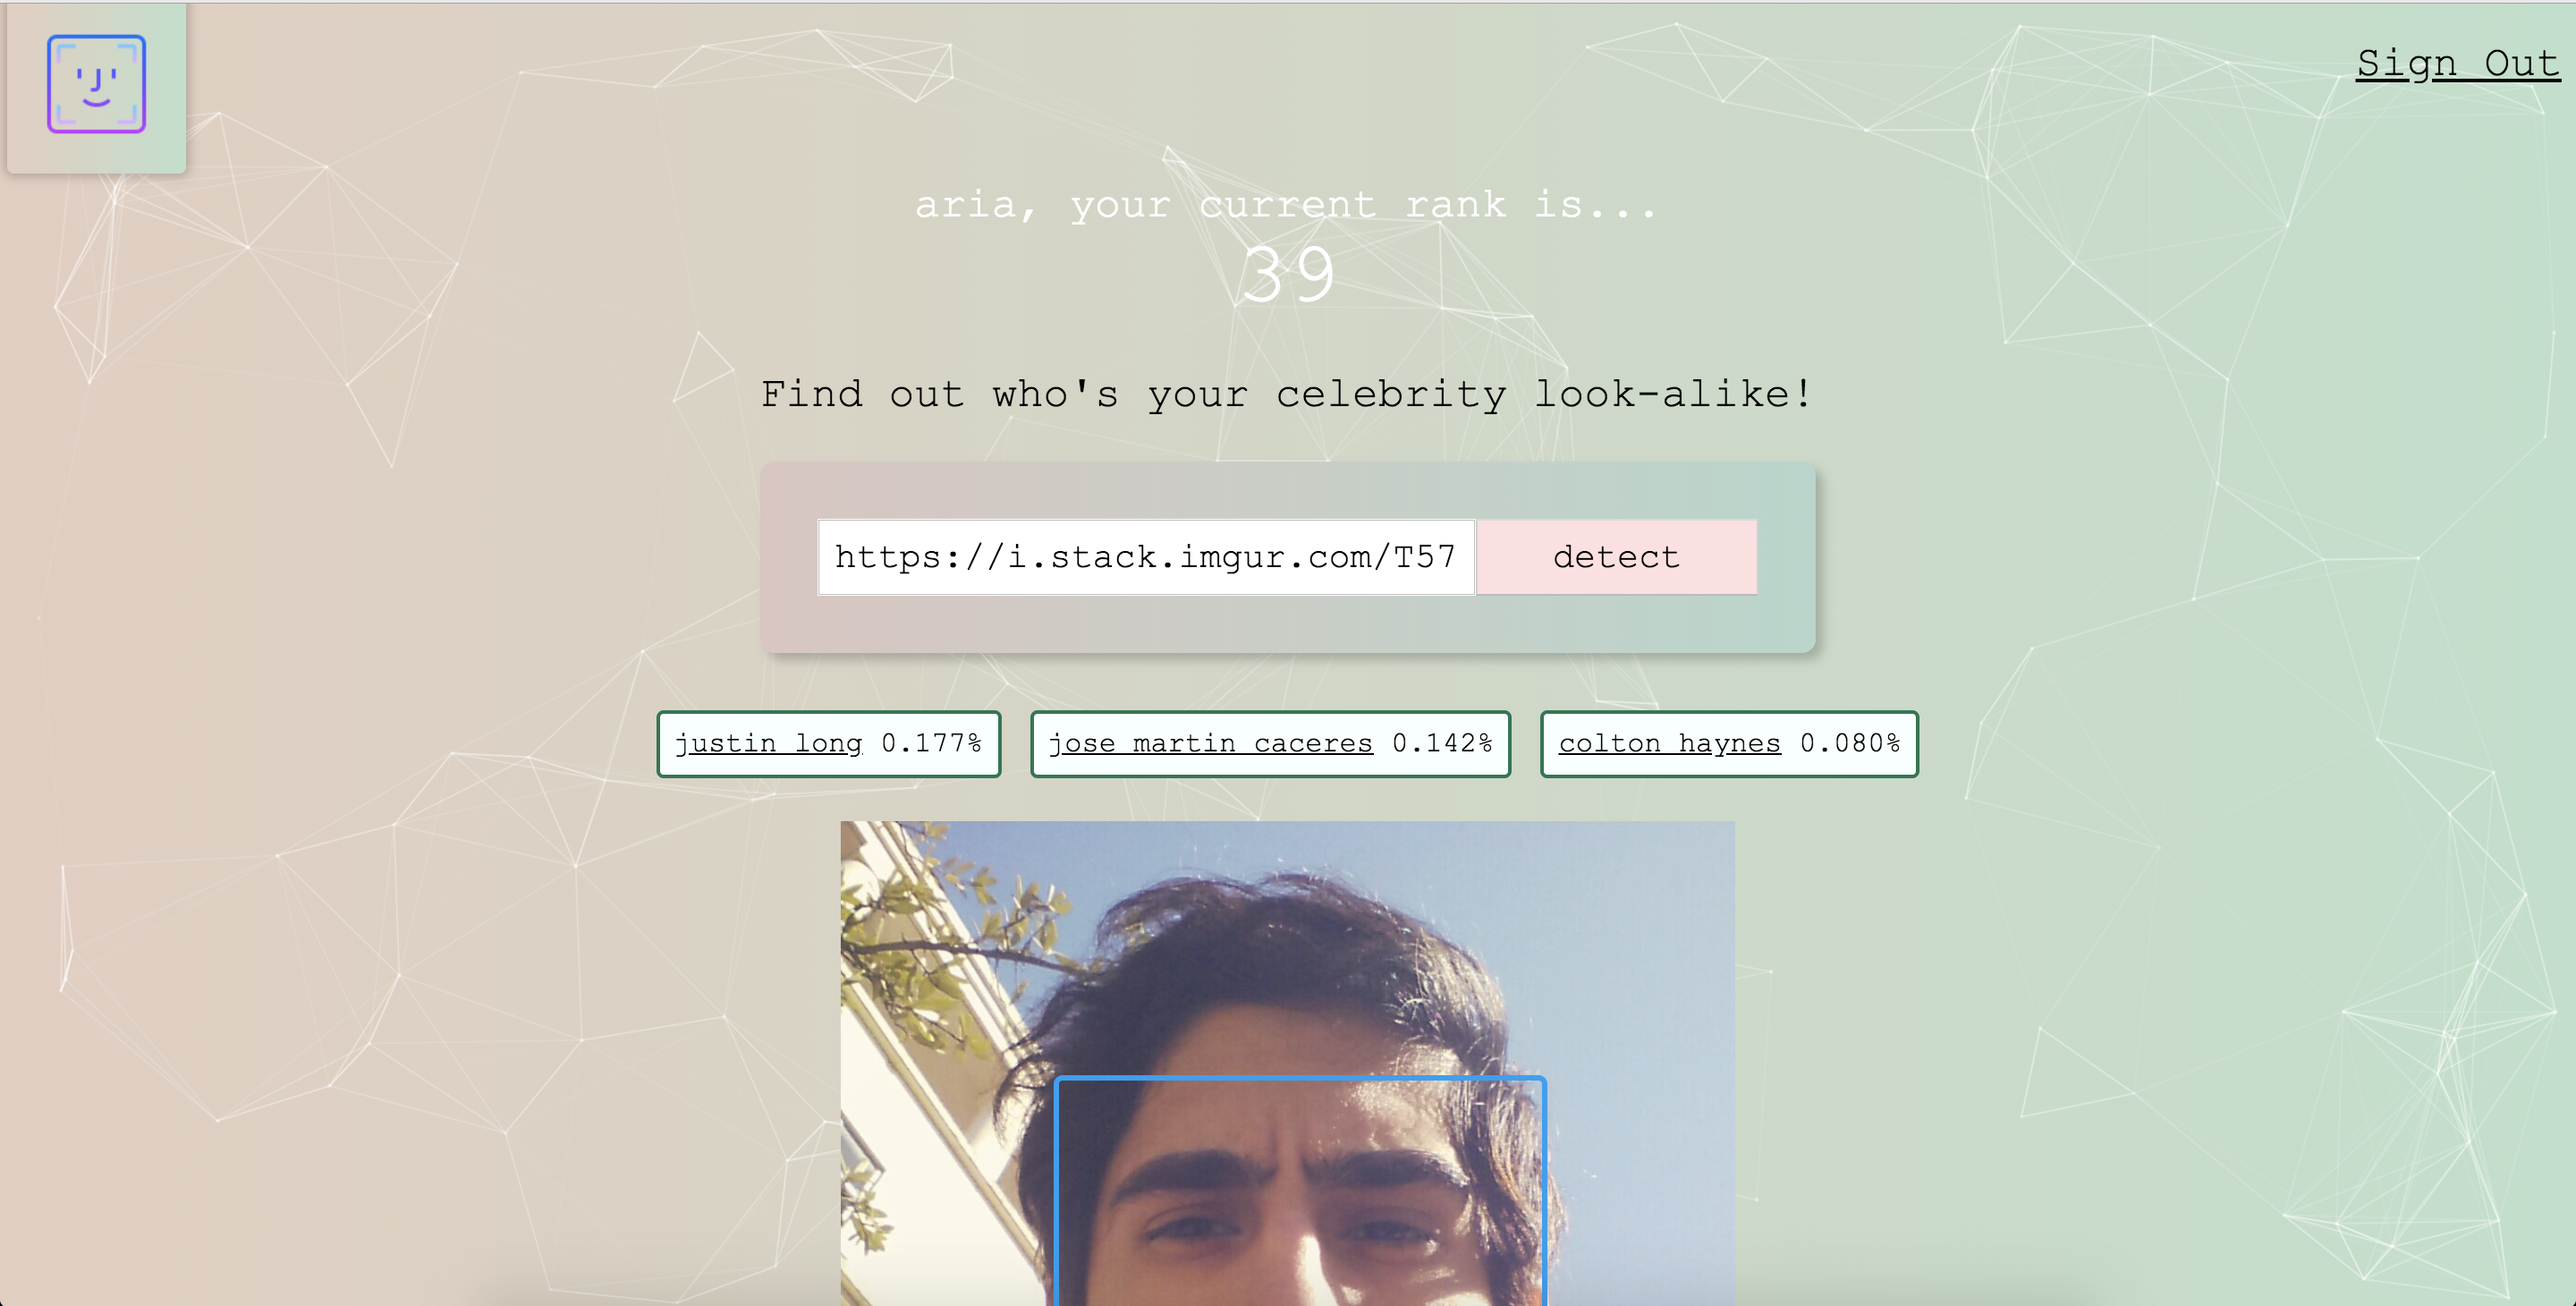 Sign Out
aria, your current rank is...
39
Find out who's your celebrity look-alike!
https://i.stack.imgur.com/T57 detect
justin long 0.177% jose martin caceres 0.142% colton haynes 0.080%